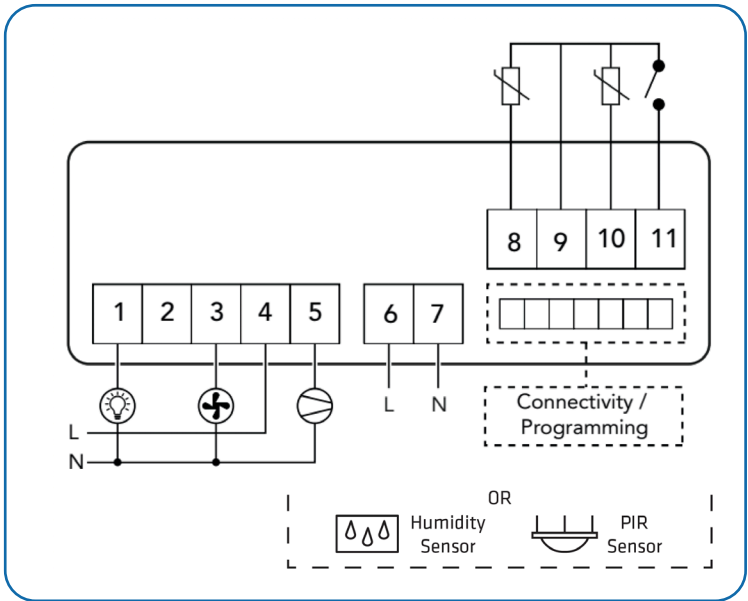 8 9 10 11
1 2 3 4 5 6 7
L N
Connectivity /
Programming
L
N
OR
Humidity
Sensor
PIR
Sensor